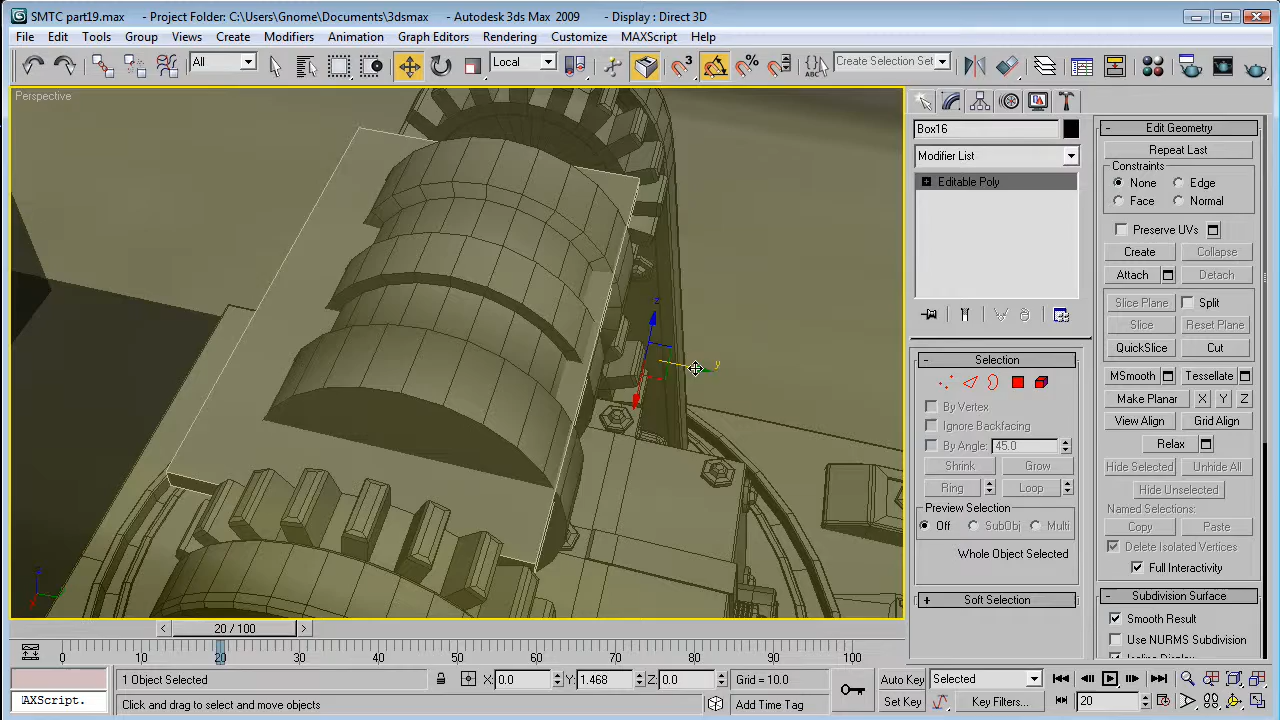 SMTC part19.max - Project Folder: C:\Users\Gnome\Documents\3dsmax - Autodesk 3ds Max 2009 - Display : Direct 3D
File Edit Tools Group Views Create Modifiers Animation Graph Editors Rendering Customize MAXScript Help
All Local Create Selection Set
Perspective
z
y
Box16
Modifier List
Editable Poly
Selection
By Vertex
Ignore Backfacing
By Angle: 45.0
Shrink Grow
Ring Loop
Preview Selection
Off SubObj Multi
Whole Object Selected
Soft Selection
Edit Geometry
Repeat Last
Constraints
None Edge
Face Normal
Preserve UVs
Create Collapse
Attach Detach
Slice Plane Split
Slice Reset Plane
QuickSlice Cut
MSmooth Tessellate
Make Planar X Y Z
View Align Grid Align
Relax
Hide Selected Unhide All
Hide Unselected
Named Selections:
Copy Paste
Delete Isolated Vertices
Full Interactivity
Subdivision Surface
Smooth Result
Use NURMS Subdivision
Isoline Display
20 / 100
0 10 20 30 40 50 60 70 80 90 100
1 Object Selected X: 0.0 Y: 1.468 Z: 0.0 Grid = 10.0 Auto Key Selected
AXScript. Click and drag to select and move objects Add Time Tag Set Key Key Filters... 20